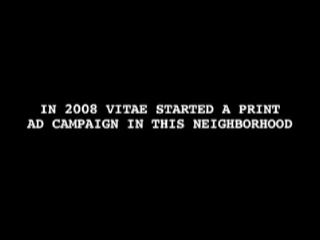 IN 2008 VITAE STARTED A PRINT
AD CAMPAIGN IN THIS NEIGHBORHOOD